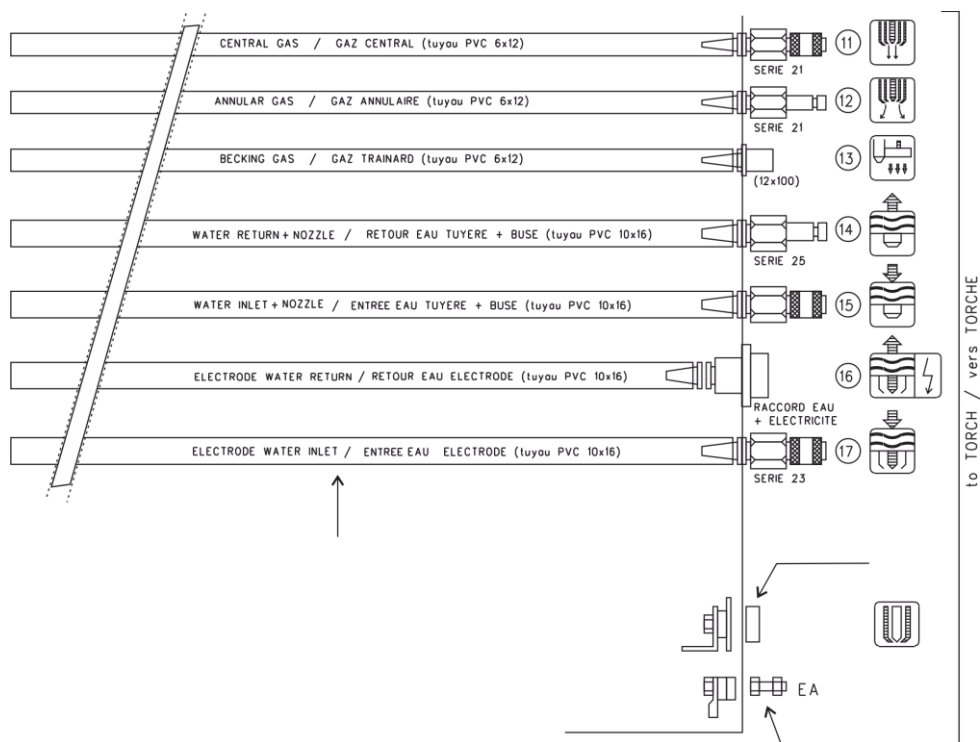 CENTRAL GAS / GAZ CENTRAL (tuyau PVC 6x12)
11
SERIE 21
ANNULAR GAS / GAZ ANNULAIRE (tuyau PVC 6x12)
12
SERIE 21
BECKING GAS / GAZ TRAINARD (tuyau PVC 6x12)
13
(12x100)
WATER RETURN+NOZZLE / RETOUR EAU TUYERE + BUSE (tuyau PVC 10x16)
14
SERIE 25
WATER INLET+NOZZLE / ENTREE EAU TUYERE + BUSE (tuyau PVC 10x16)
15
ELECTRODE WATER RETURN / RETOUR EAU ELECTRODE (tuyau PVC 10x16)
16
RACCORD EAU
+ ELECTRICITE
ELECTRODE WATER INLET / ENTREE EAU ELECTRODE (tuyau PVC 10x16)
17
SERIE 23
EA
to TORCH / vers TORCHE